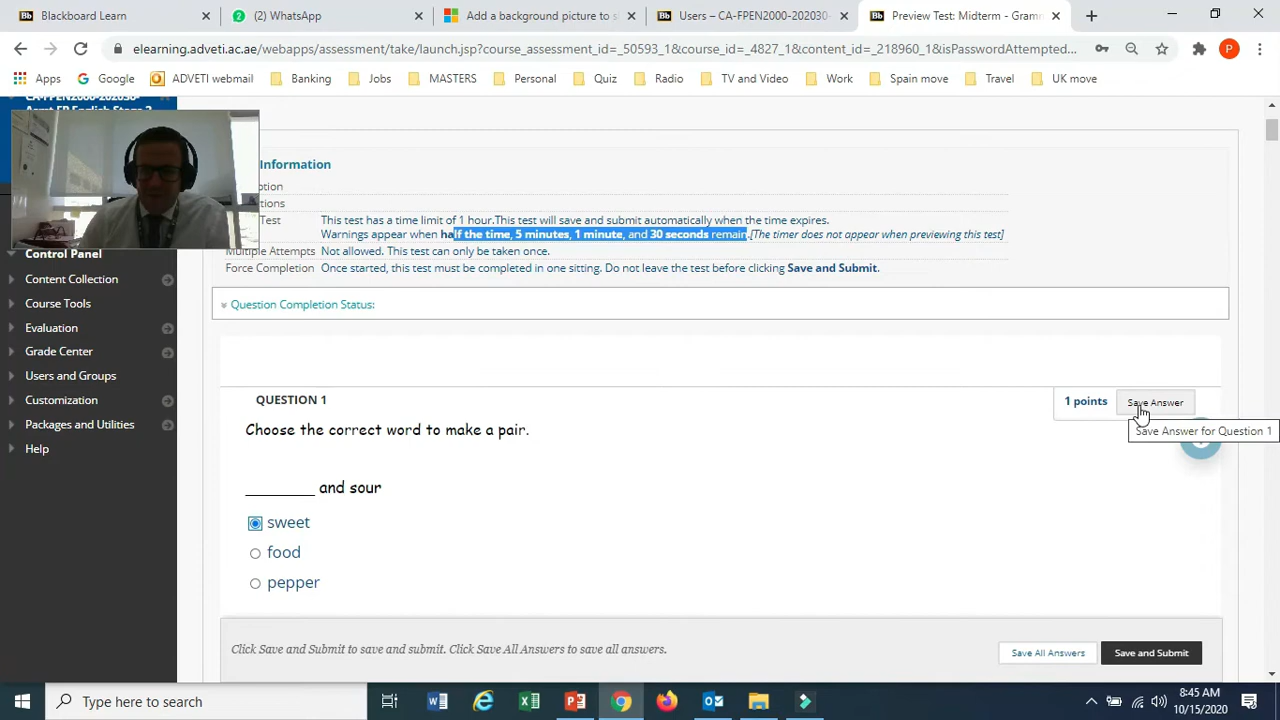 Blackboard Learn
(2) WhatsApp
Add a background picture to s
Users – CA-FPEN2000-202030-
Preview Test: Midterm - Gramm
elearning.adveti.ac.ae/webapps/assessment/take/launch.jsp?course_assessment_id=_50593_1&course_id=_4827_1&content_id=_218960_1&isPasswordAttempted...
P
Apps
Google
ADVETI webmail
Banking
Jobs
MASTERS
Personal
Quiz
Radio
TV and Video
Work
Spain move
Travel
UK move
CA-FPEN2000-202030-
Control Panel
Content Collection
Course Tools
Evaluation
Grade Center
Users and Groups
Customization
Packages and Utilities
Help
Information
Test
This test has a time limit of 1 hour.This test will save and submit automatically when the time expires.
Warnings appear when half the time, 5 minutes, 1 minute, and 30 seconds remain.[The timer does not appear when previewing this test]
Multiple Attempts Not allowed. This test can only be taken once.
Force Completion Once started, this test must be completed in one sitting. Do not leave the test before clicking Save and Submit.
Question Completion Status:
QUESTION 1
1 points
Save Answer
Save Answer for Question 1
Choose the correct word to make a pair.
_________ and sour
sweet
food
pepper
Click Save and Submit to save and submit. Click Save All Answers to save all answers.
Save All Answers
Save and Submit
Type here to search
8:45 AM
10/15/2020